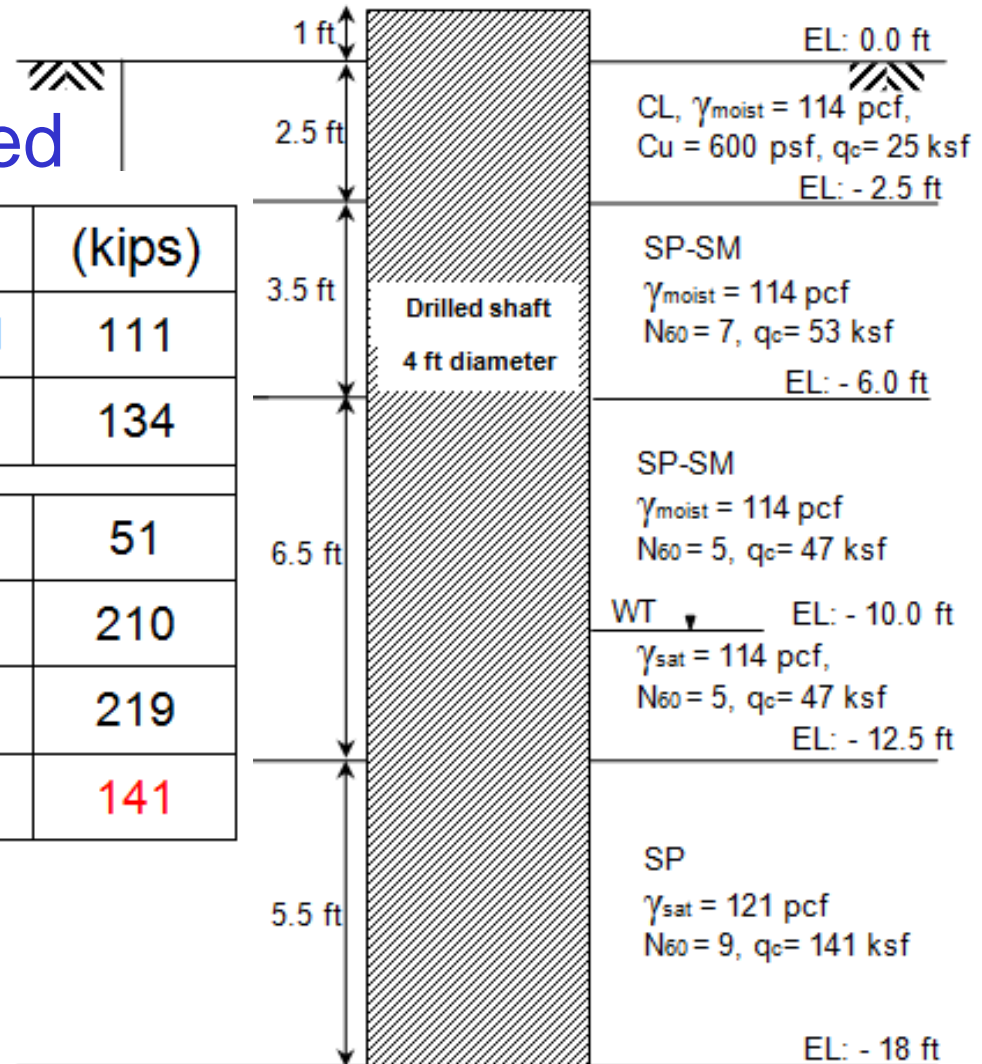 1 ft
EL: 0.0 ft
CL, γmoist = 114 pcf,
Cu = 600 psf, qc= 25 ksf
2.5 ft
ed
EL: - 2.5 ft
(kips)
111
134
51
210
219
141
3.5 ft
SP-SM
γmoist = 114 pcf
N60 = 7, qc= 53 ksf
Drilled shaft
4 ft diameter
EL: - 6.0 ft
SP-SM
γmoist = 114 pcf
N60 = 5, qc= 47 ksf
6.5 ft
WT EL: - 10.0 ft
γsat = 114 pcf,
N60 = 5, qc= 47 ksf
EL: - 12.5 ft
SP
γsat = 121 pcf
N60 = 9, qc= 141 ksf
5.5 ft
EL: - 18 ft